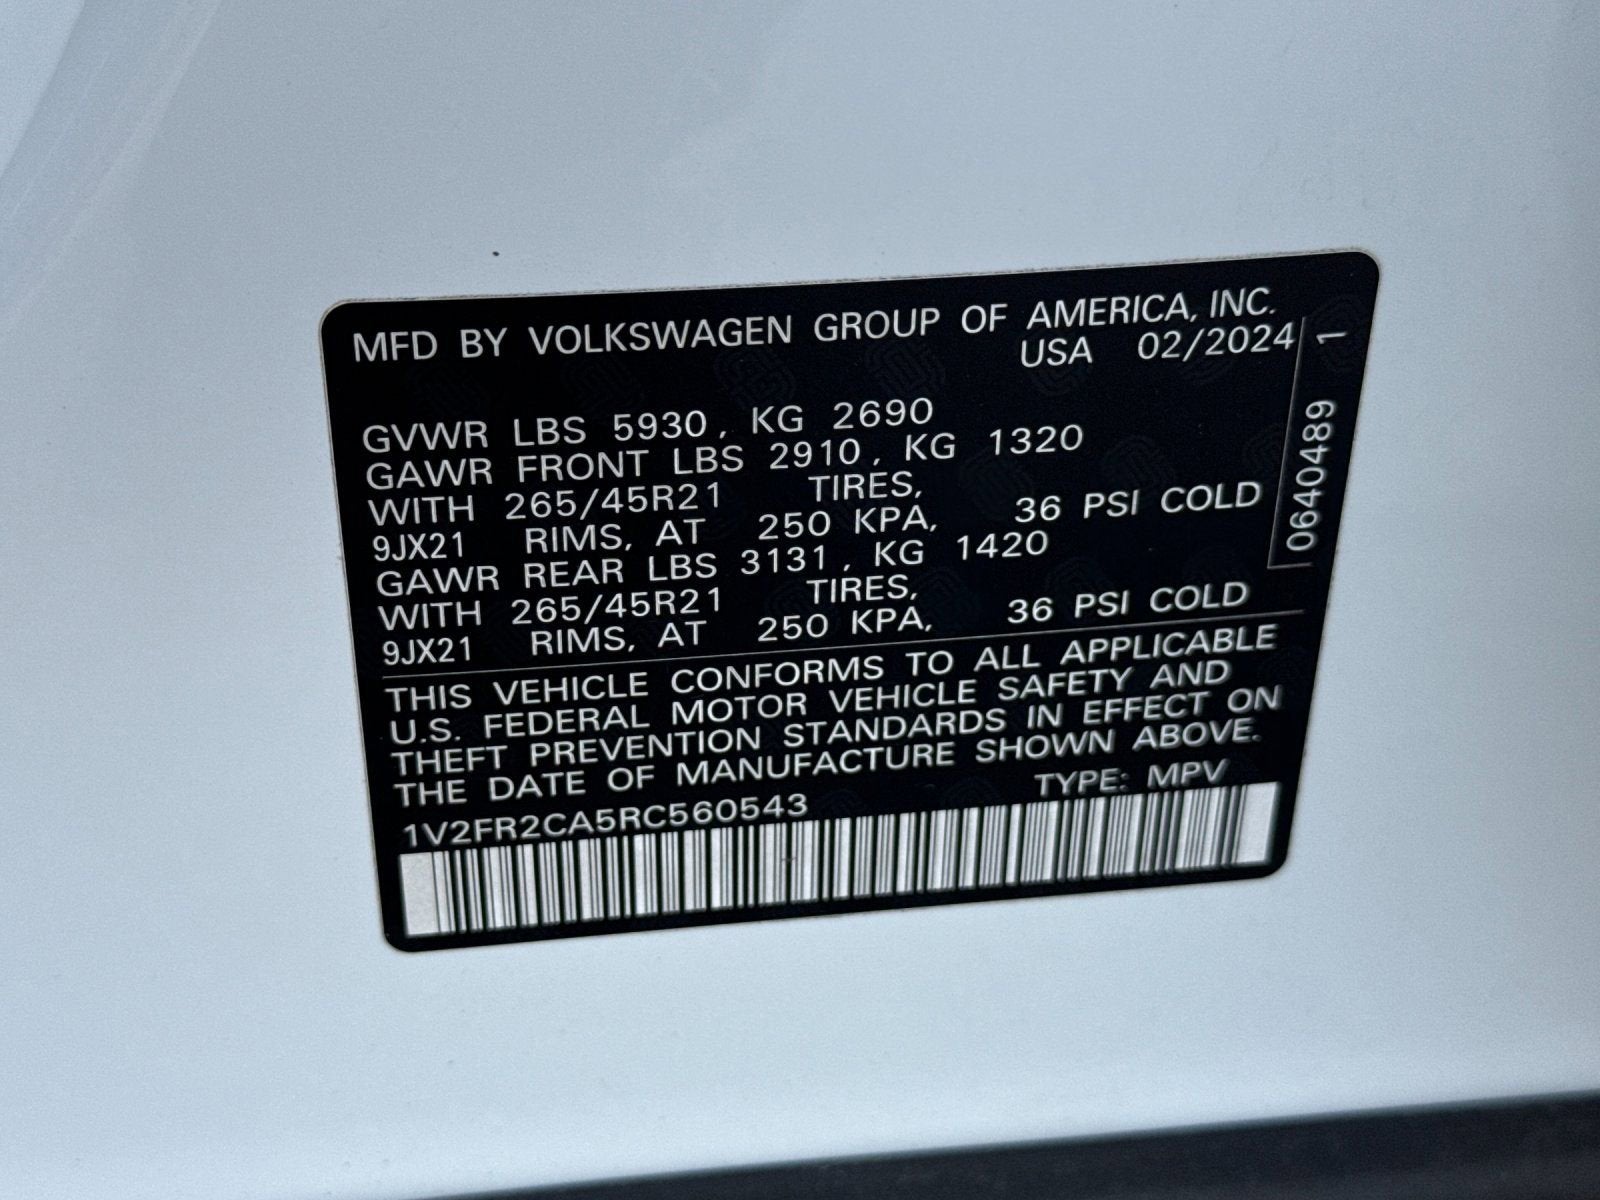 MFD BY VOLKSWAGEN GROUP OF AMERICA, INC.
USA 02/2024
GVWR LBS 5930, KG 2690
GAWR FRONT LBS 2910, KG 1320
WITH 265/45R21 TIRES,
9JX21 RIMS, AT 250 KPA, 36 PSI COLD
GAWR REAR LBS 3131, KG 1420
WITH 265/45R21 TIRES,
9JX21 RIMS, AT 250 KPA, 36 PSI COLD
THIS VEHICLE CONFORMS TO ALL APPLICABLE
U.S. FEDERAL MOTOR VEHICLE SAFETY AND
THEFT PREVENTION STANDARDS IN EFFECT ON
THE DATE OF MANUFACTURE SHOWN ABOVE.
1V2FR2CA5RC560543 TYPE: MPV
0640489 1